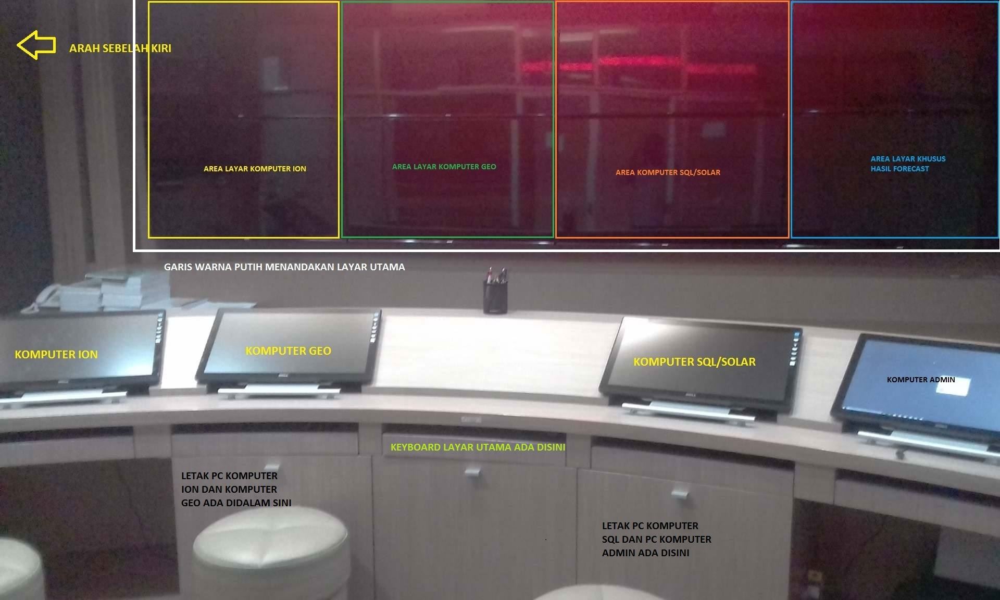 ARAH SEBELAH KIRI
AREA LAYAR KOMPUTER ION
AREA LAYAR KOMPUTER GEO
AREA KOMPUTER SQL/SOLAR
AREA LAYAR KHUSUS
HASIL FORECAST
GARIS WARNA PUTIH MENANDAKAN LAYAR UTAMA
KOMPUTER ION
KOMPUTER GEO
KOMPUTER SQL/SOLAR
KOMPUTER ADMIN
KEYBOARD LAYAR UTAMA ADA DISINI
LETAK PC KOMPUTER
ION DAN KOMPUTER
GEO ADA DIDALAM SINI
LETAK PC KOMPUTER
SQL DAN PC KOMPUTER
ADMIN ADA DISINI